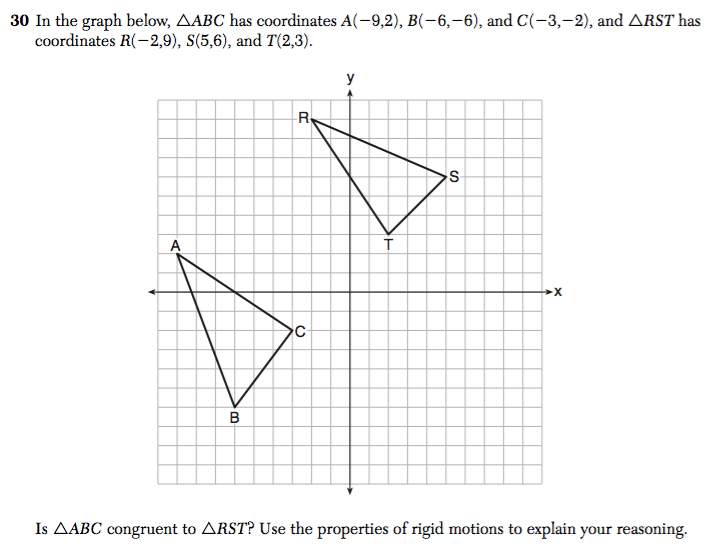 30 In the graph below, △ABC has coordinates A(−9,2), B(−6,−6), and C(−3,−2), and △RST has
coordinates R(−2,9), S(5,6), and T(2,3).
y
R
S
A
T
x
C
B
Is △ABC congruent to △RST? Use the properties of rigid motions to explain your reasoning.